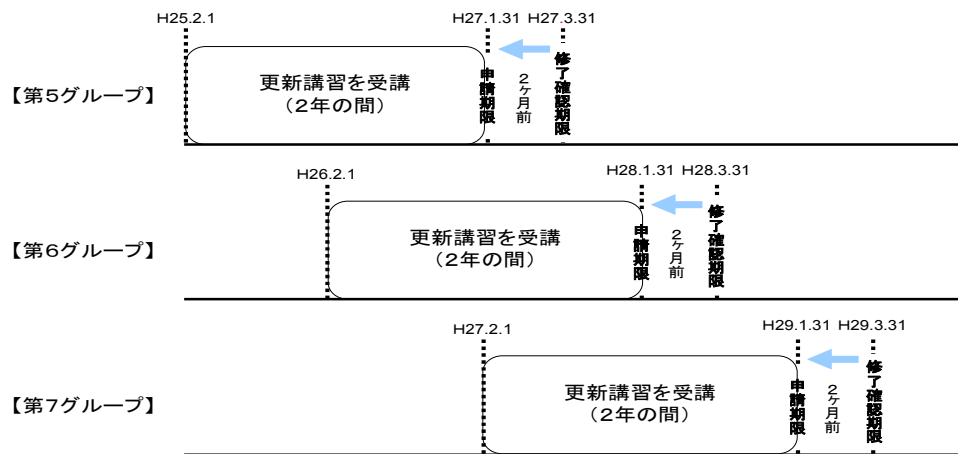 H25.2.1
H27.1.31
H27.3.31
【第5グループ】
更新講習を受講
(2年の間)
申請期限
2ヶ月前
修了確認期限
H26.2.1
H28.1.31
H28.3.31
【第6グループ】
更新講習を受講
(2年の間)
申請期限
2ヶ月前
修了確認期限
H27.2.1
H29.1.31
H29.3.31
【第7グループ】
更新講習を受講
(2年の間)
申請期限
2ヶ月前
修了確認期限